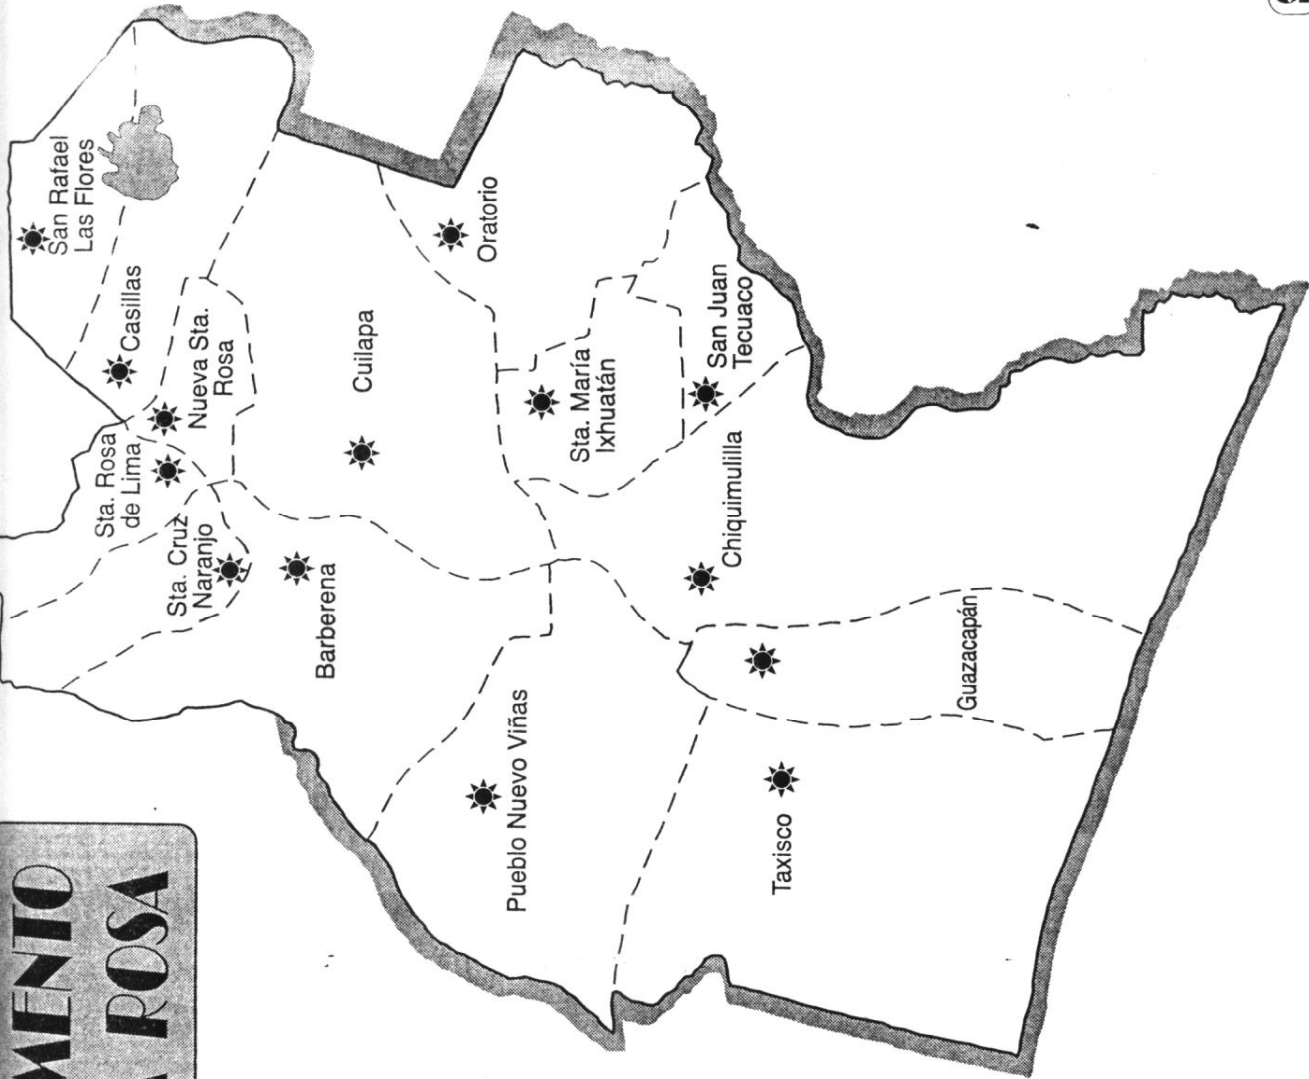 MENTO
ROSA
San Rafael
Las Flores
Sta. Rosa
de Lima
Casillas
Sta. Cruz
Naranjo
Nueva Sta.
Rosa
Barberena
Cuilapa
Oratorio
Pueblo Nuevo Viñas
Sta. María
Ixhuatán
San Juan
Tecuaco
Chiquimulilla
Taxisco
Guazacapán